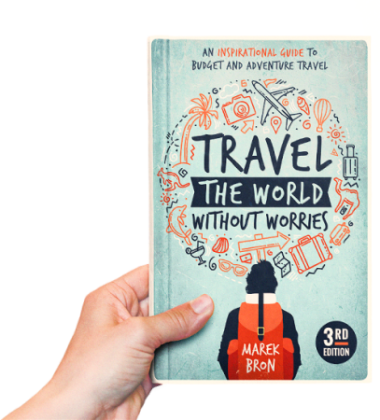 AN INSPIRATIONAL GUIDE TO
BUDGET AND ADVENTURE TRAVEL
TRAVEL
THE WORLD
WITHOUT WORRIES
MAREK
BRON
3RD
EDITION